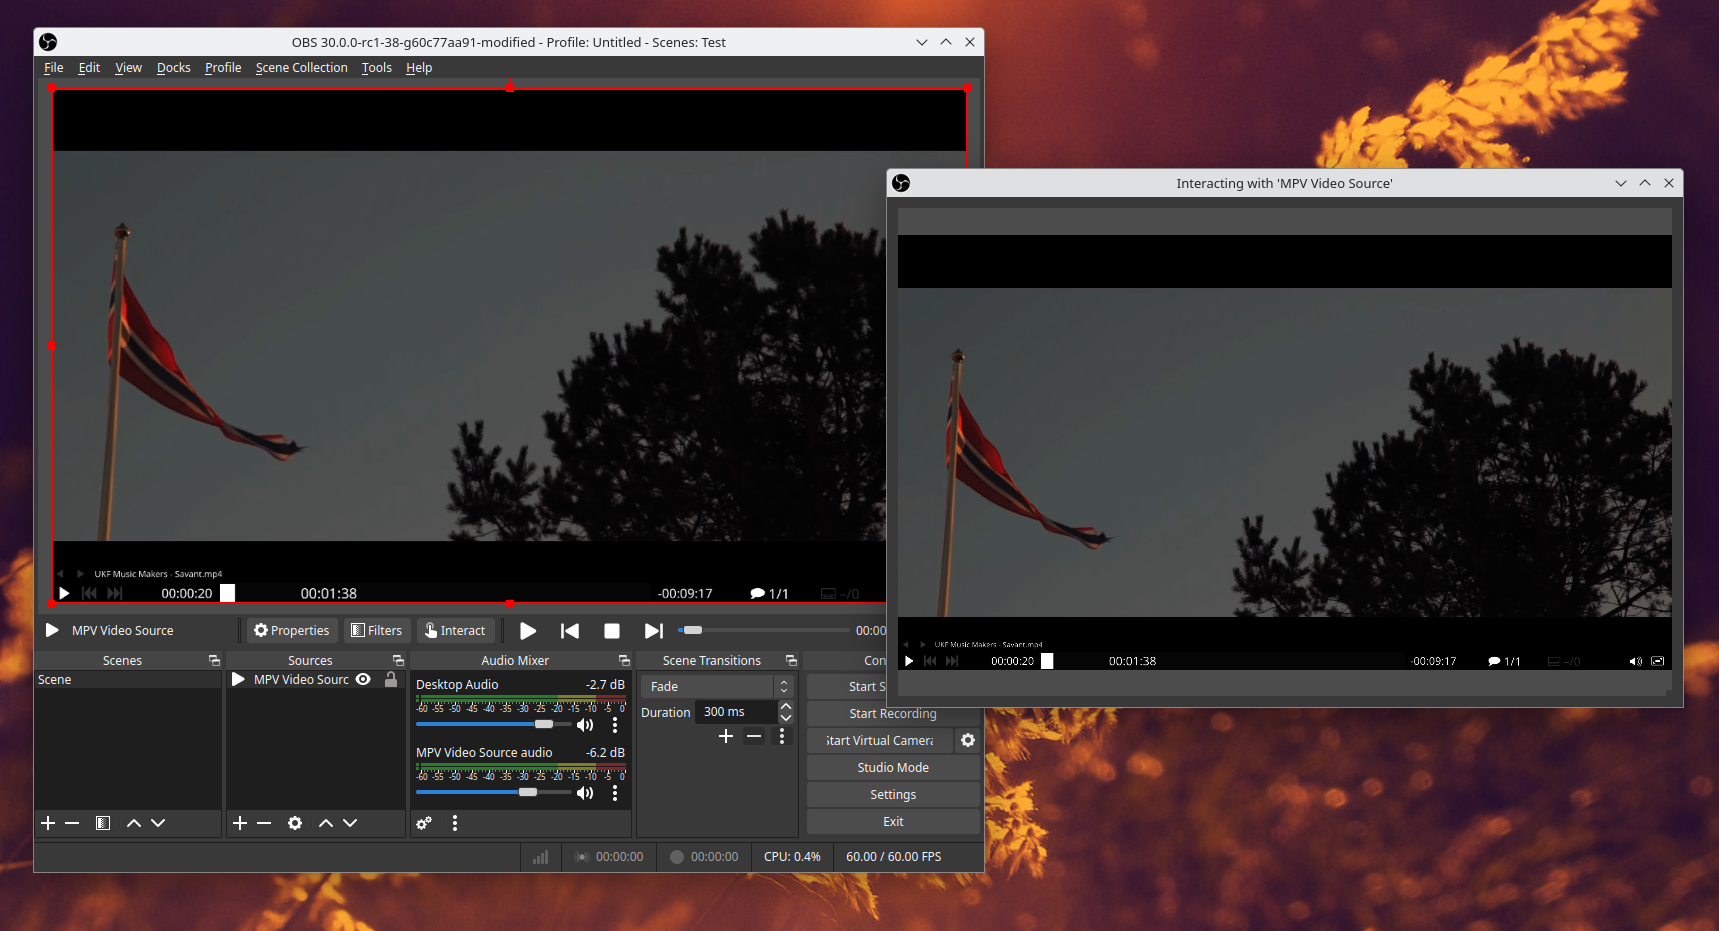 OBS 30.0.0-rc1-38-g60c77aa91-modified - Profile: Untitled - Scenes: Test
File Edit View Docks Profile Scene Collection Tools Help
UKF Music Makers - Savant.mp4
00:00:20 00:01:38 -00:09:17 1/1 –/0
MPV Video Source Properties Filters Interact 00:00
Scenes Sources Audio Mixer Scene Transitions Con
Scene
MPV Video Sourc
Desktop Audio -2.7 dB
-60 -55 -50 -45 -40 -35 -30 -25 -20 -15 -10 -5 0
MPV Video Source audio -6.2 dB
-60 -55 -50 -45 -40 -35 -30 -25 -20 -15 -10 -5 0
Fade
Duration 300 ms
Start S
Start Recording
Start Virtual Camera
Studio Mode
Settings
Exit
00:00:00 00:00:00 CPU: 0.4% 60.00 / 60.00 FPS
Interacting with 'MPV Video Source'
UKF Music Makers - Savant.mp4
00:00:20 00:01:38 -00:09:17 1/1 –/0